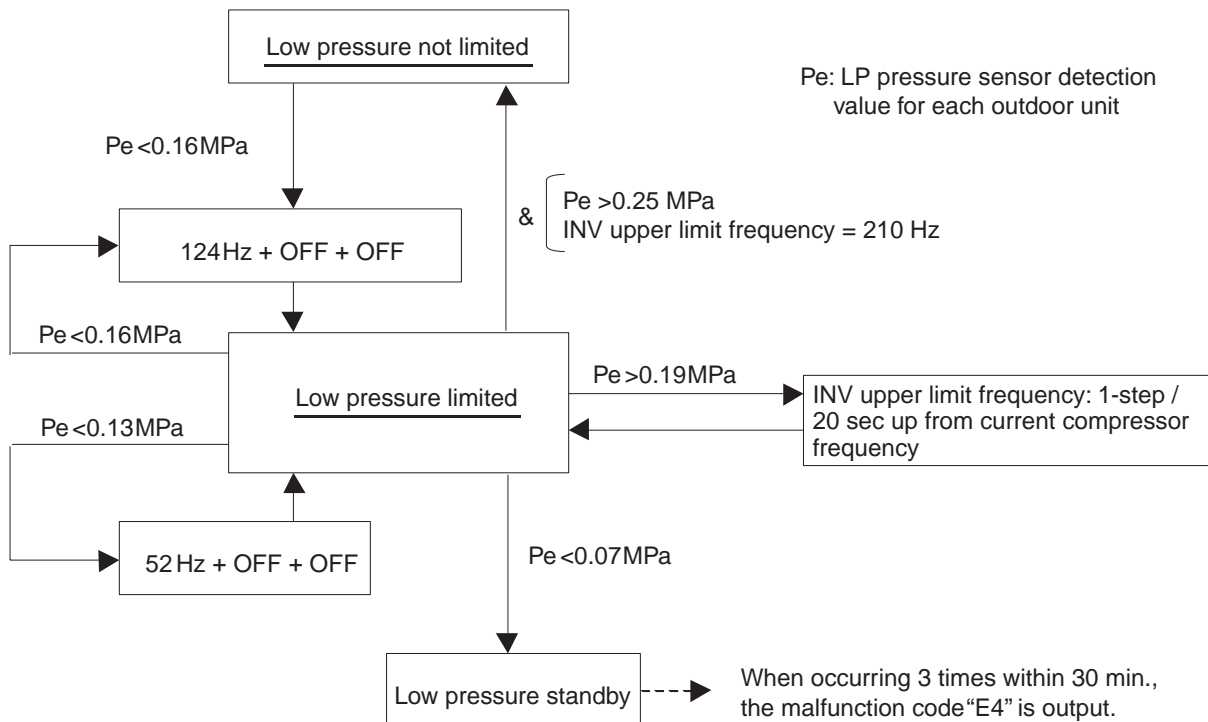 Low pressure not limited
Pe: LP pressure sensor detection
value for each outdoor unit
Pe<0.16MPa
&
Pe >0.25 MPa
INV upper limit frequency = 210 Hz
124Hz + OFF + OFF
Pe<0.16MPa
Low pressure limited
Pe>0.19MPa
INV upper limit frequency: 1-step /
20 sec up from current compressor
frequency
Pe<0.13MPa
52Hz + OFF + OFF
Pe<0.07MPa
Low pressure standby
When occurring 3 times within 30 min.,
the malfunction code“E4” is output.